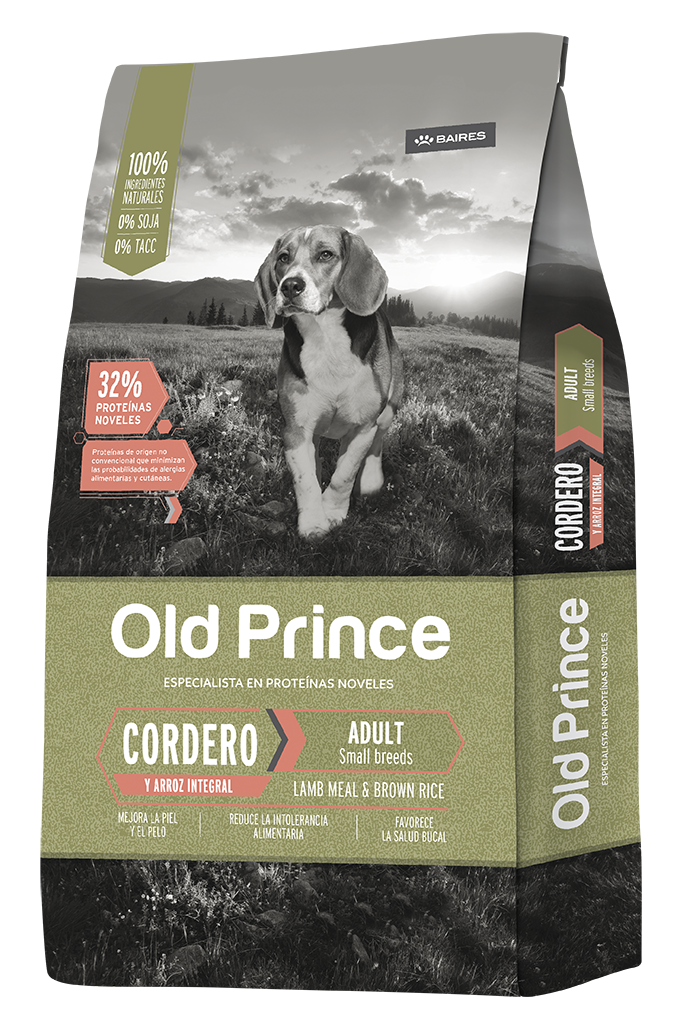 BAIRES
100%
INGREDIENTES
NATURALES
0% SOJA
0% TACC
32%
PROTEÍNAS
NOVELES
Proteínas de origen no
convencional que minimizan
las probabilidades de alergias
alimentarias y cutáneas.
Old Prince
ESPECIALISTA EN PROTEÍNAS NOVELES
CORDERO
Y ARROZ INTEGRAL
ADULT
Small breeds
LAMB MEAL & BROWN RICE
MEJORA LA PIEL
Y EL PELO
REDUCE LA INTOLERANCIA
ALIMENTARIA
FAVORECE
LA SALUD BUCAL
ADULT
Small breeds
CORDERO
Y ARROZ INTEGRAL
Old Prince
ESPECIALISTA EN PROTEÍNAS NOVELES